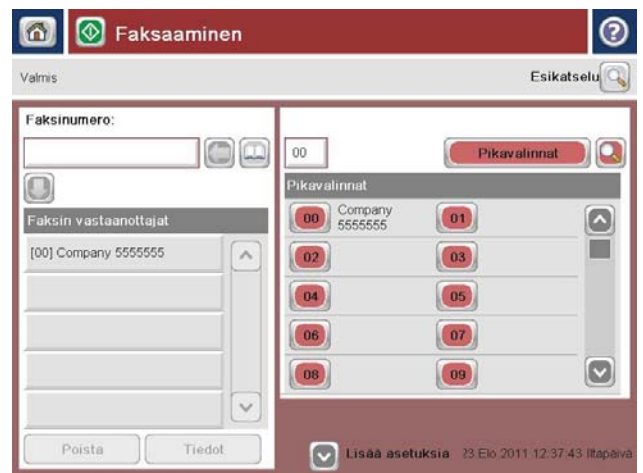 Faksaaminen
Valmis
Esikatselu
Faksinumero:
00
Pikavalinnat
Pikavalinnat
Faksin vastaanottajat
[00] Company 5555555
00
Company
5555555
01
02
03
04
05
06
07
08
09
Poista
Tiedot
Lisää asetuksia
23.Elo.2011 12:37:43 Iltapäivä